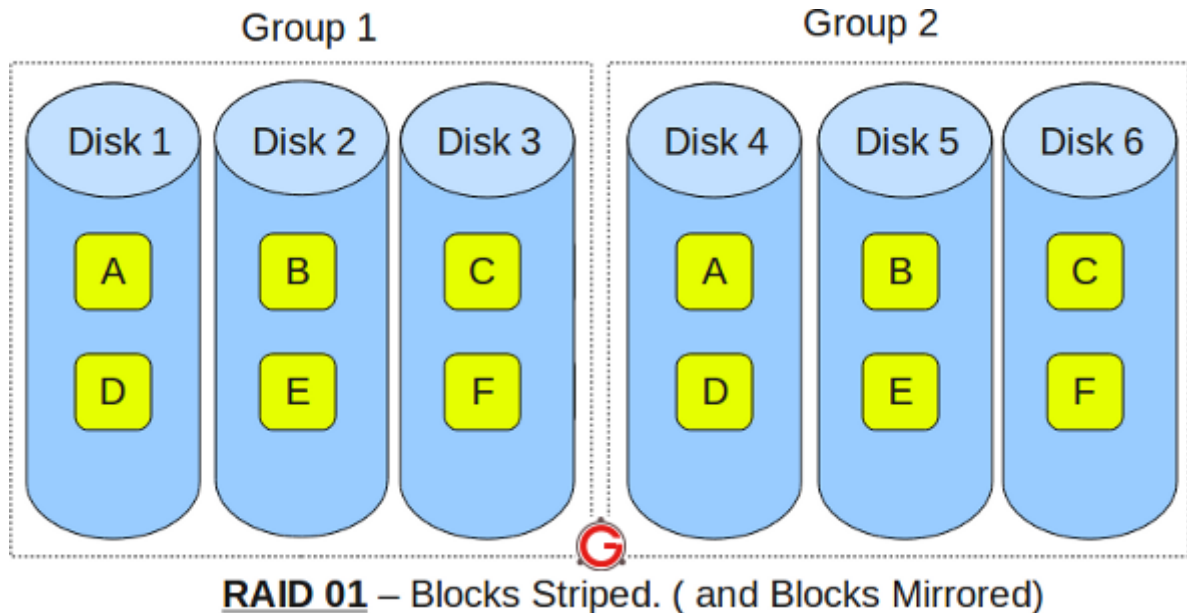 Group 1 Group 2
Disk 1 Disk 2 Disk 3 Disk 4 Disk 5 Disk 6
A B C A B C
D E F D E F
G
RAID 01 – Blocks Striped. ( and Blocks Mirrored)